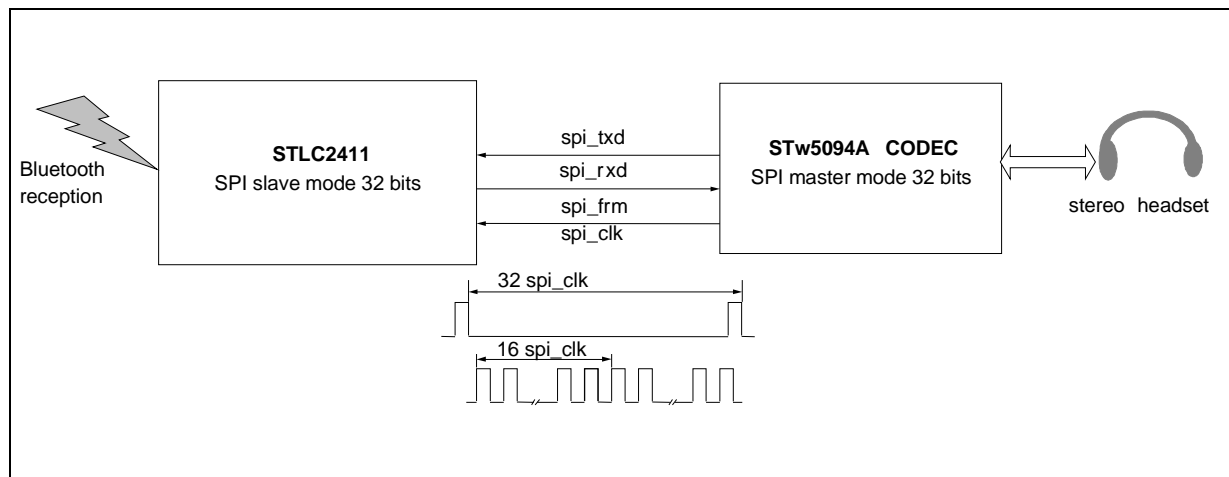 Bluetooth
reception
STLC2411
SPI slave mode 32 bits
spi_txd
spi_rxd
spi_frm
spi_clk
STw5094A CODEC
SPI master mode 32 bits
stereo headset
32 spi_clk
16 spi_clk